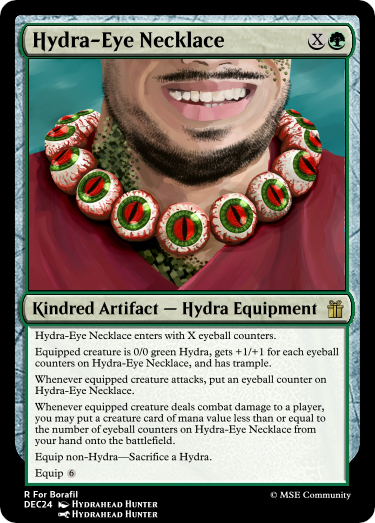 Hydra-Eye Necklace X
Kindred Artifact — Hydra Equipment
Hydra-Eye Necklace enters with X eyeball counters.
Equipped creature is 0/0 green Hydra, gets +1/+1 for each eyeball
counters on Hydra-Eye Necklace, and has trample.
Whenever equipped creature attacks, put an eyeball counter on
Hydra-Eye Necklace.
Whenever equipped creature deals combat damage to a player,
you may put a creature card of mana value less than or equal to
the number of eyeball counters on Hydra-Eye Necklace from
your hand onto the battlefield.
Equip non-Hydra—Sacrifice a Hydra.
Equip 6
R For Borafil © MSE Community
DEC24 Hydrahead Hunter
Hydrahead Hunter